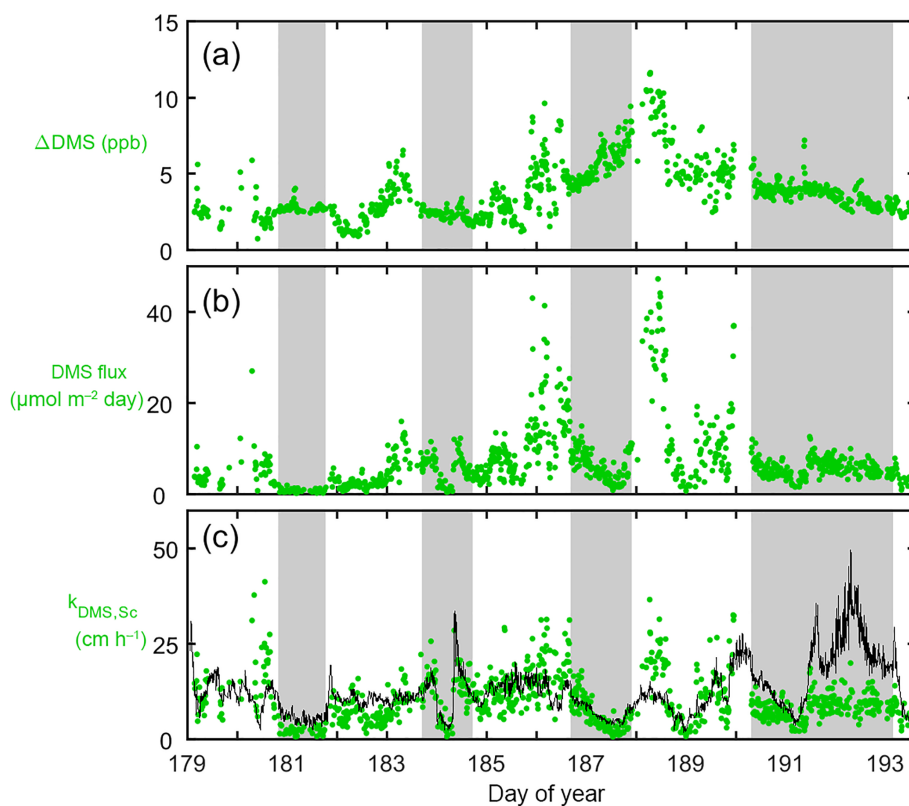 15
(a)
10
ΔDMS (ppb)
5
0
(b)
40
DMS flux
(μmol m⁻² day)
20
0
(c)
50
k_DMS,Sc
(cm h⁻¹)
25
0
179 181 183 185 187 189 191 193
Day of year